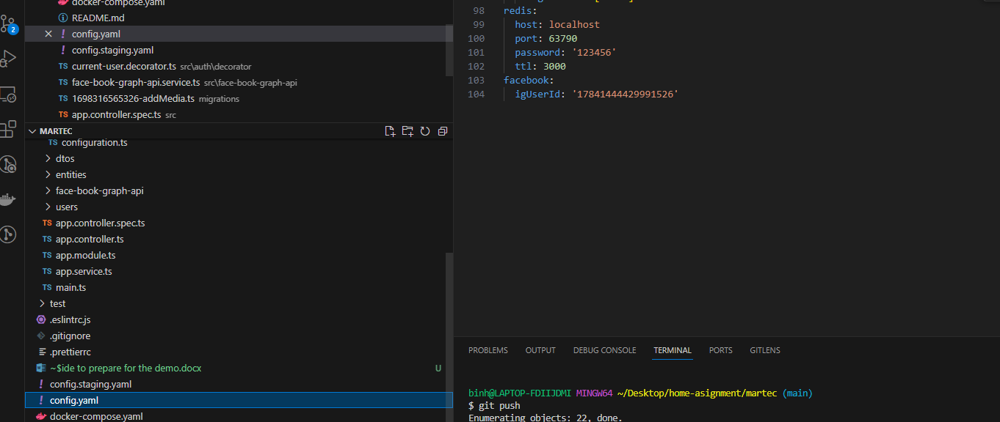 docker-compose.yaml
README.md
config.yaml
config.staging.yaml
current-user.decorator.ts src\auth\decorator
face-book-graph-api.service.ts src\face-book-graph-api
1698316565326-addMedia.ts migrations
app.controller.spec.ts src
MARTEC
configuration.ts
dtos
entities
face-book-graph-api
users
app.controller.spec.ts
app.controller.ts
app.module.ts
app.service.ts
main.ts
test
.eslintrc.js
.gitignore
.prettierrc
~$ide to prepare for the demo.docx U
config.staging.yaml
config.yaml
docker-compose.yaml
2
98 redis:
99 host: localhost
100 port: 63790
101 password: '123456'
102 ttl: 3000
103 facebook:
104 igUserId: '17841444429991526'
PROBLEMS OUTPUT DEBUG CONSOLE TERMINAL PORTS GITLENS
binh@LAPTOP-FDIIJDMI MINGW64 ~/Desktop/home-asignment/martec (main)
$ git push
Enumerating objects: 22, done.